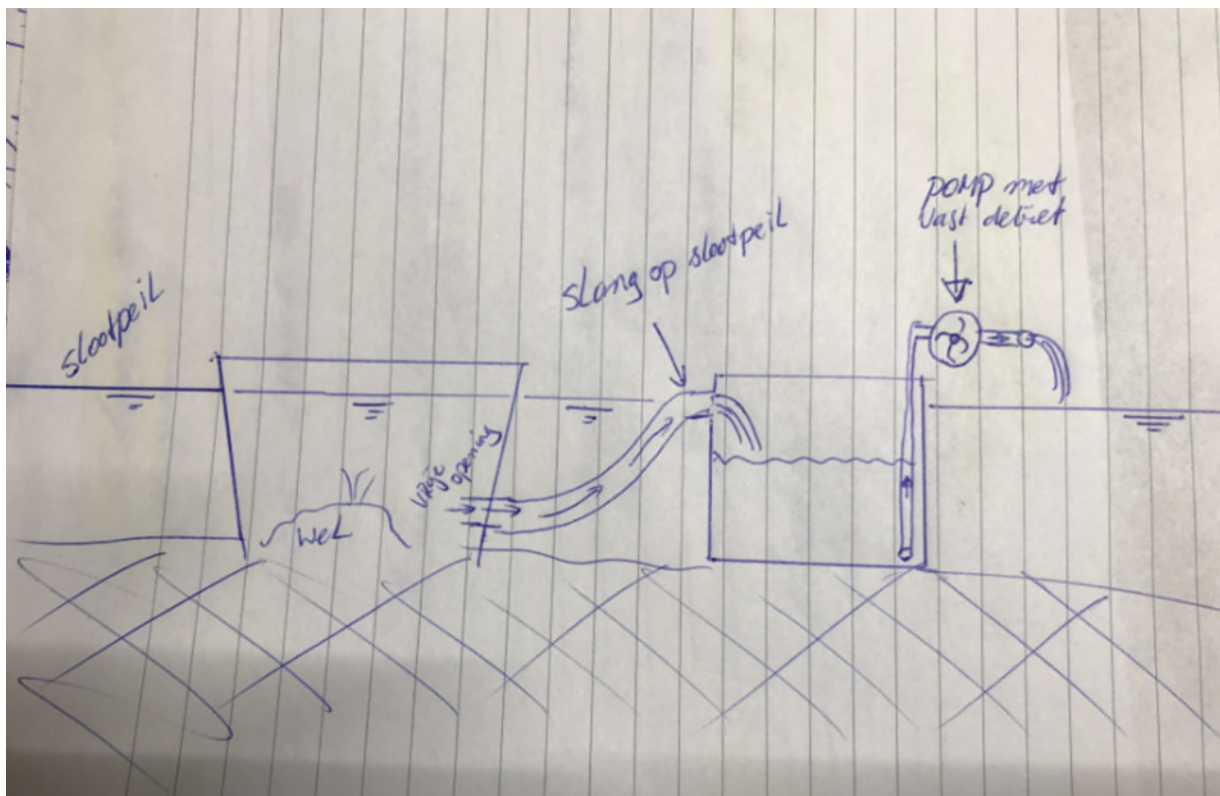 slootpeil
wel
vrije
opening
slang op slootpeil
pomp met
vast debiet